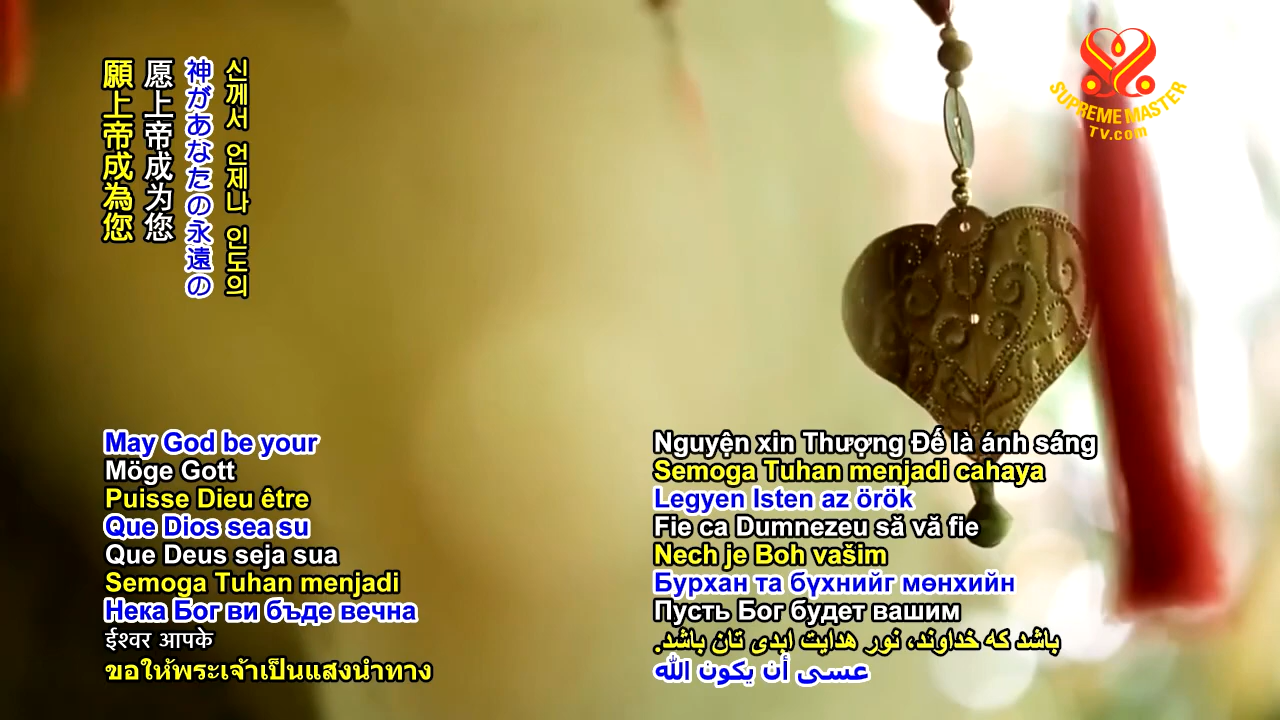 願上帝成為您
愿上帝成为您
神があなたの永遠の
신께서 언제나 인도의
SUPREME MASTER
TV.com
May God be your
Möge Gott
Puisse Dieu être
Que Dios sea su
Que Deus seja sua
Semoga Tuhan menjadi
Нека Бог ви бъде вечна
ईश्वर आपके
ขอให้พระเจ้าเป็นแสงนำทาง
Nguyện xin Thượng Đế là ánh sáng
Semoga Tuhan menjadi cahaya
Legyen Isten az örök
Fie ca Dumnezeu să vă fie
Nech je Boh vašim
Бурхан та бүхнийг мөнхийн
Пусть Бог будет вашим
باشد که خداوند، نور هدایت ابدی تان باشد.
عسى أن يكون الله